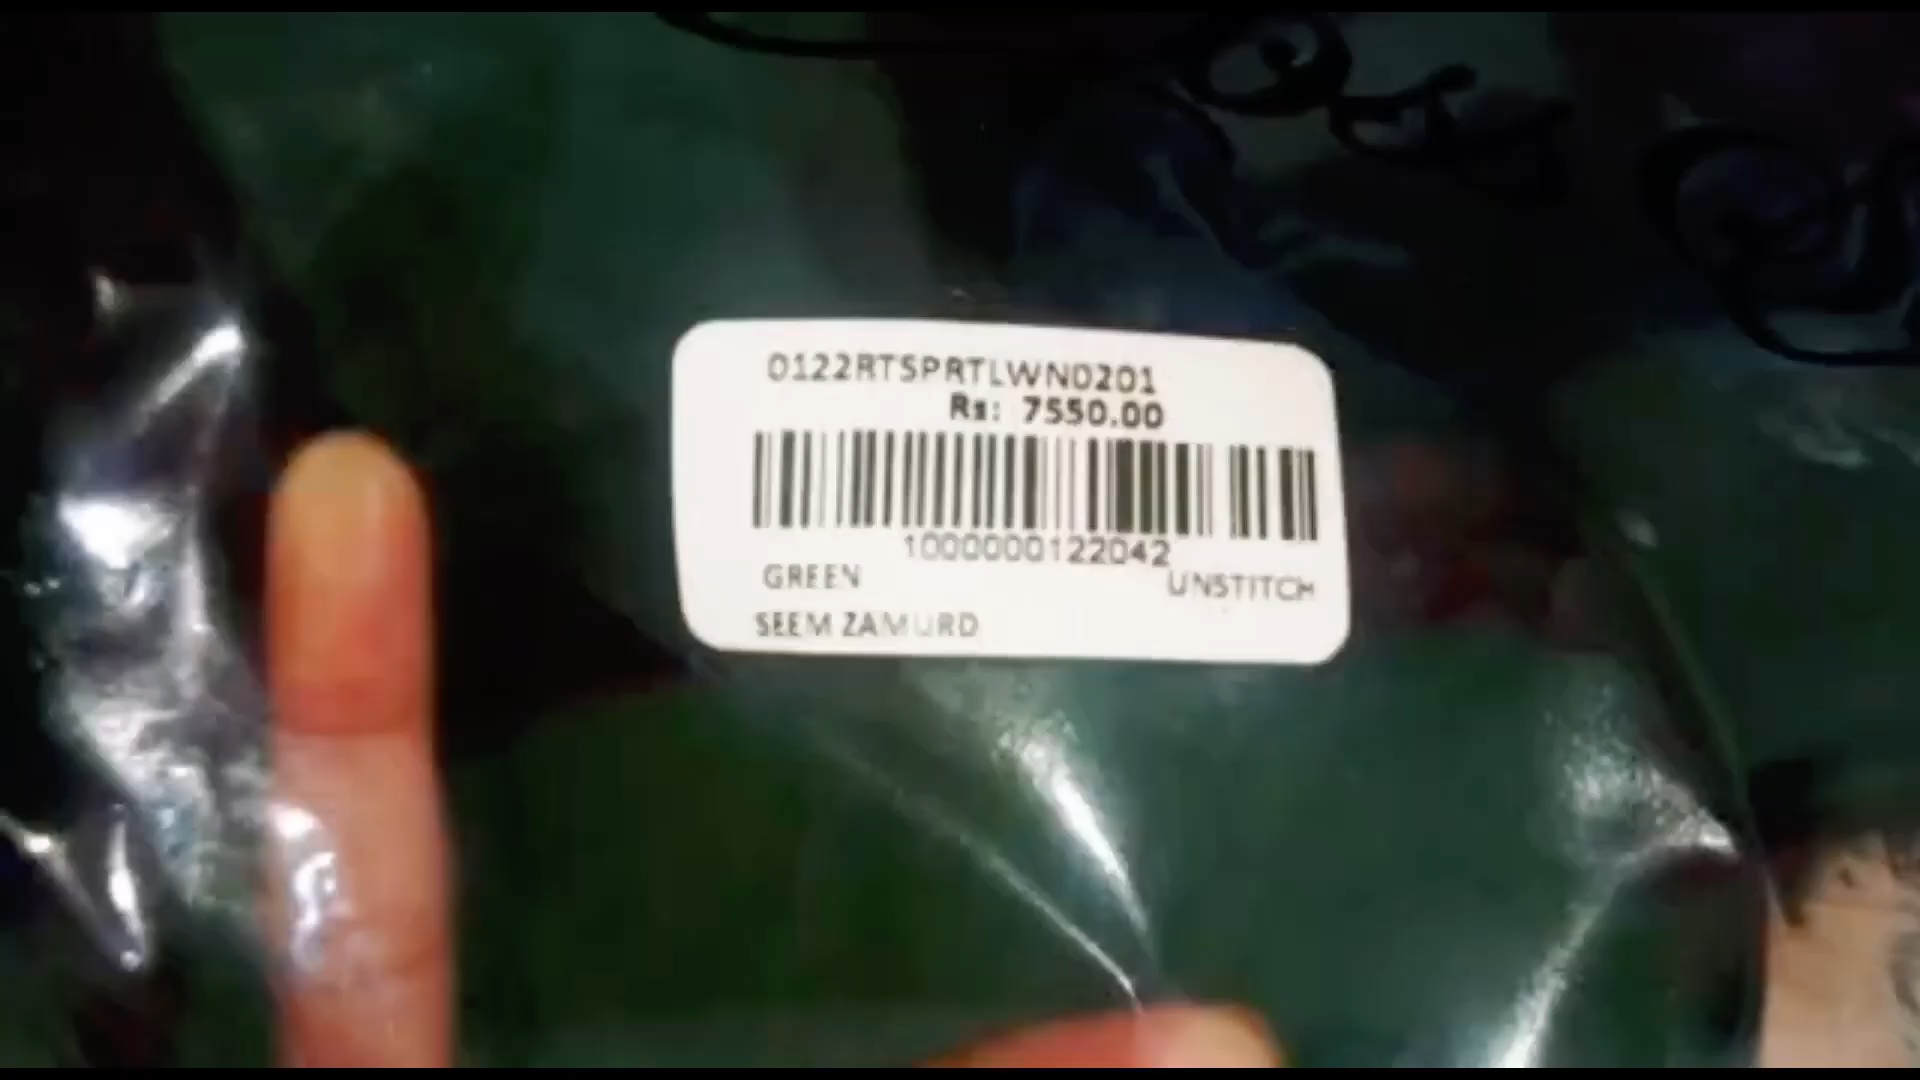 0122RTSPRTLWN0201
Rs: 7550.00
1000000122042
GREEN UNSTITCH
SEEM ZAMURD